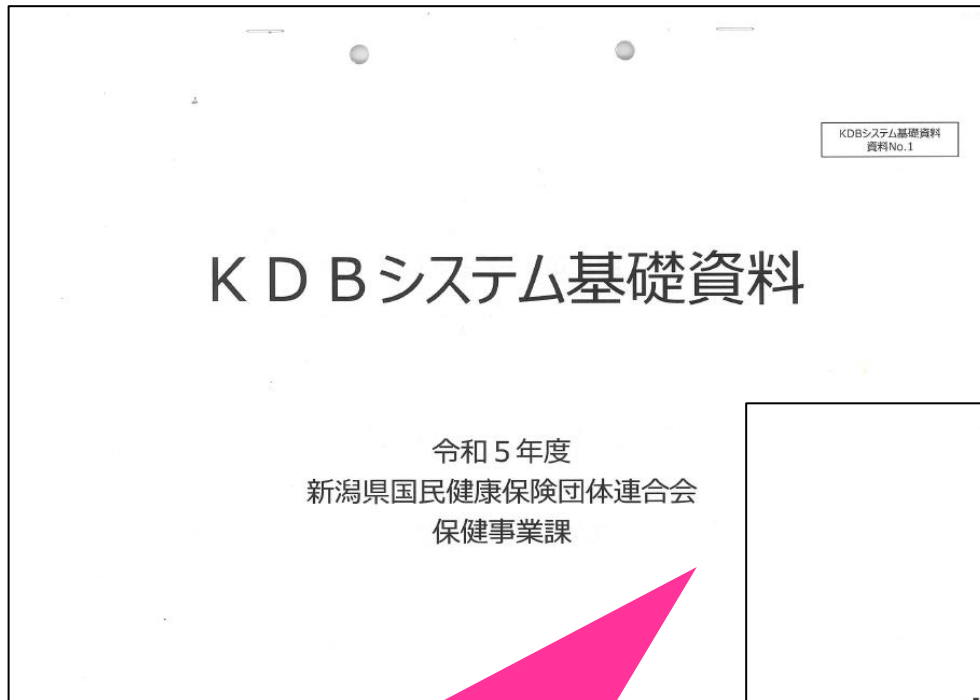 KDBシステム基礎資料
資料No.1
ＫＤＢシステム基礎資料
令和５年度
新潟県国民健康保険団体連合会
保健事業課